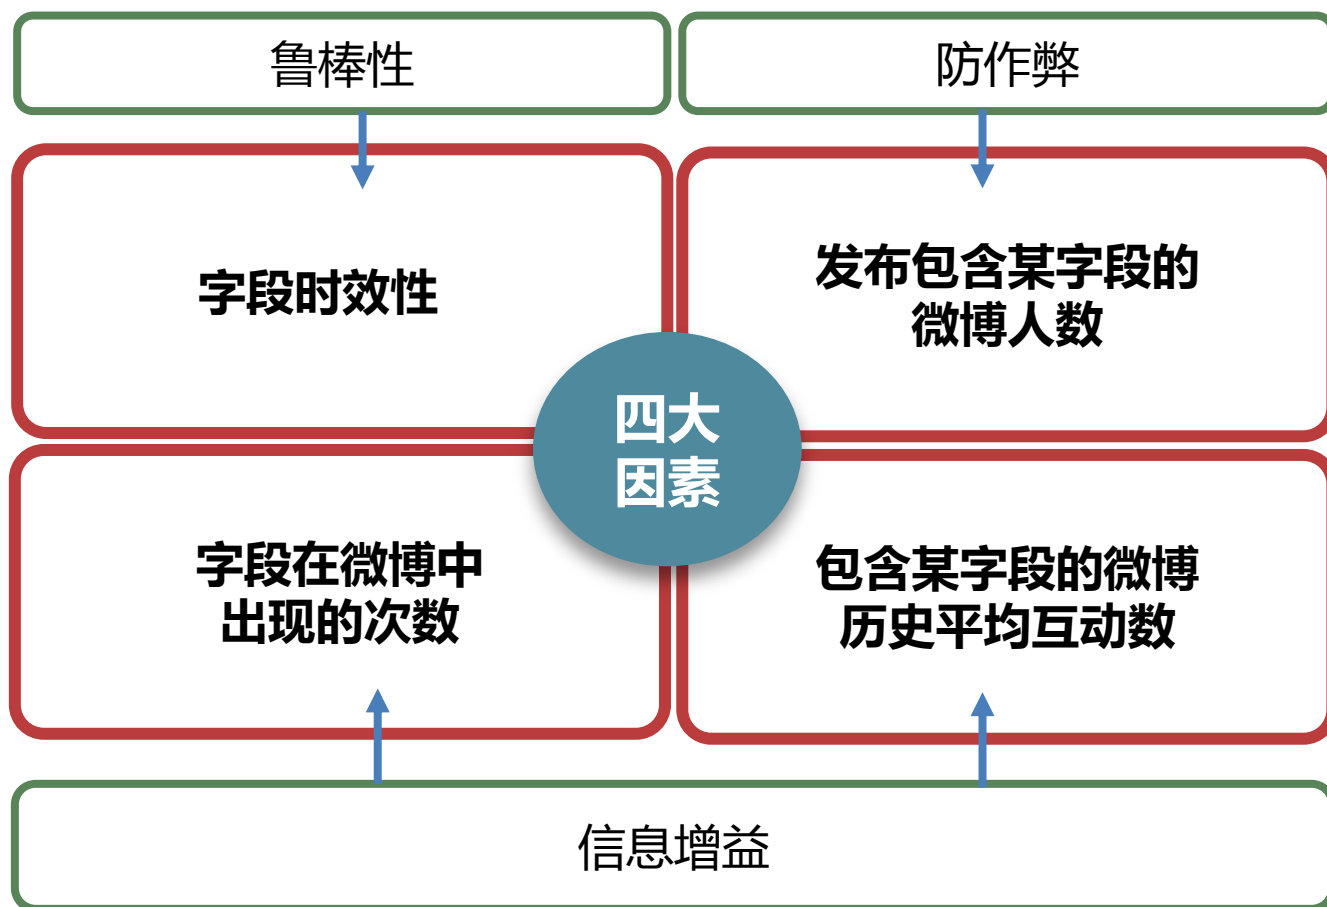 鲁棒性
防作弊
字段时效性
发布包含某字段的
微博人数
四大
因素
字段在微博中
出现的次数
包含某字段的微博
历史平均互动数
信息增益